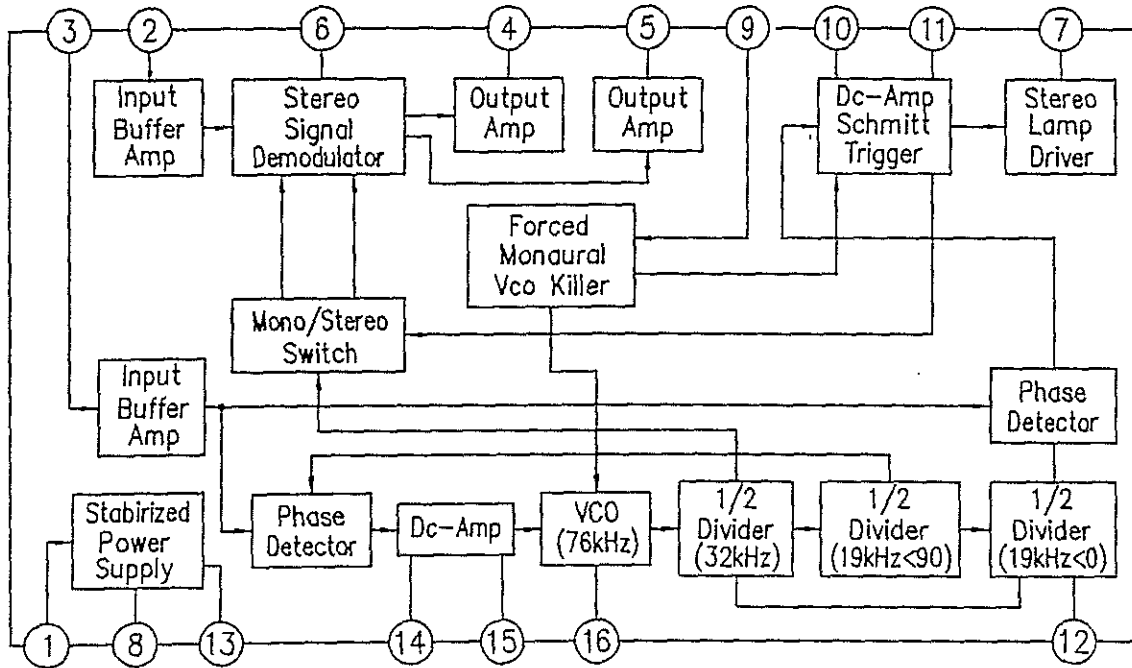 3 2 6 4 5 9 10 11 7
Input
Buffer
Amp
Stereo
Signal
Demodulator
Output
Amp
Output
Amp
Dc-Amp
Schmitt
Trigger
Stereo
Lamp
Driver
Forced
Monaural
Vco Killer
Mono/Stereo
Switch
Input
Buffer
Amp
Phase
Detector
Stabirized
Power
Supply
Phase
Detector
Dc-Amp
VCO
(76kHz)
1/2
Divider
(32kHz)
1/2
Divider
(19kHz<90)
1/2
Divider
(19kHz<0)
1 8 13 14 15 16 12